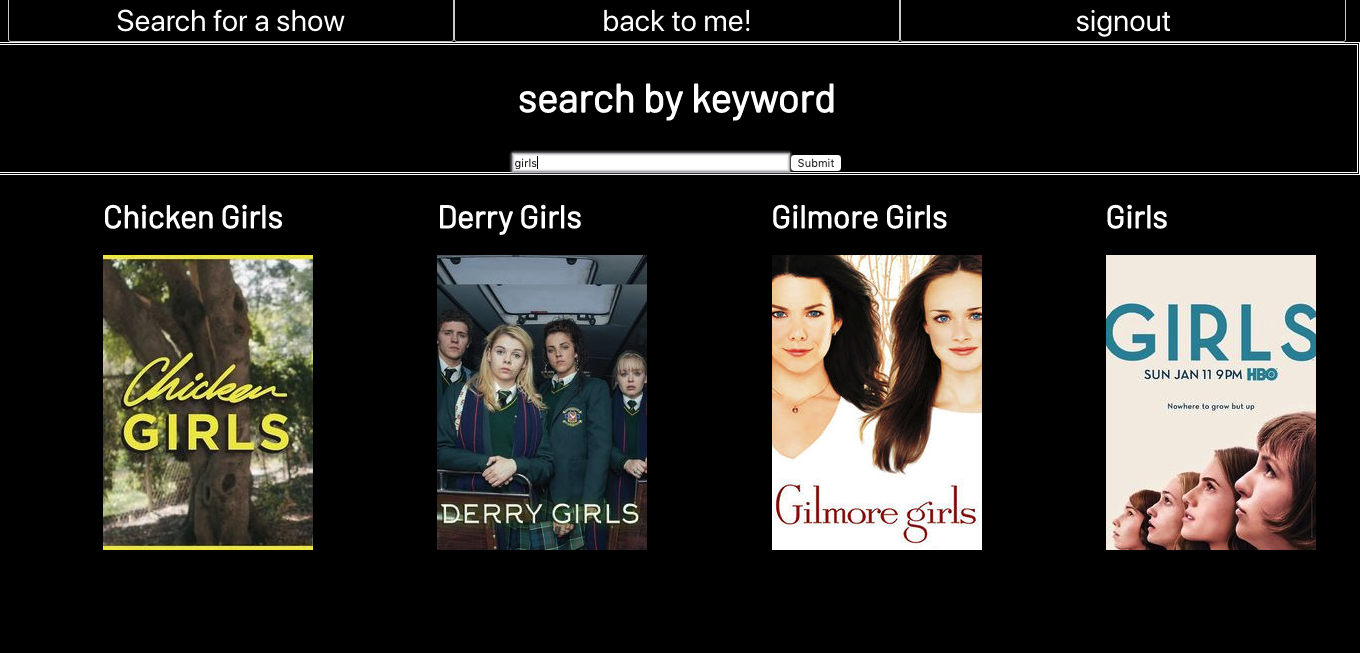 Search for a show
back to me!
signout
search by keyword
girls
Submit
Chicken Girls
Derry Girls
Gilmore Girls
Girls
Chicken
GIRLS
DERRY GIRLS
Gilmore girls
GIRLS
SUN JAN 11 9PM HBO
Nowhere to grow but up